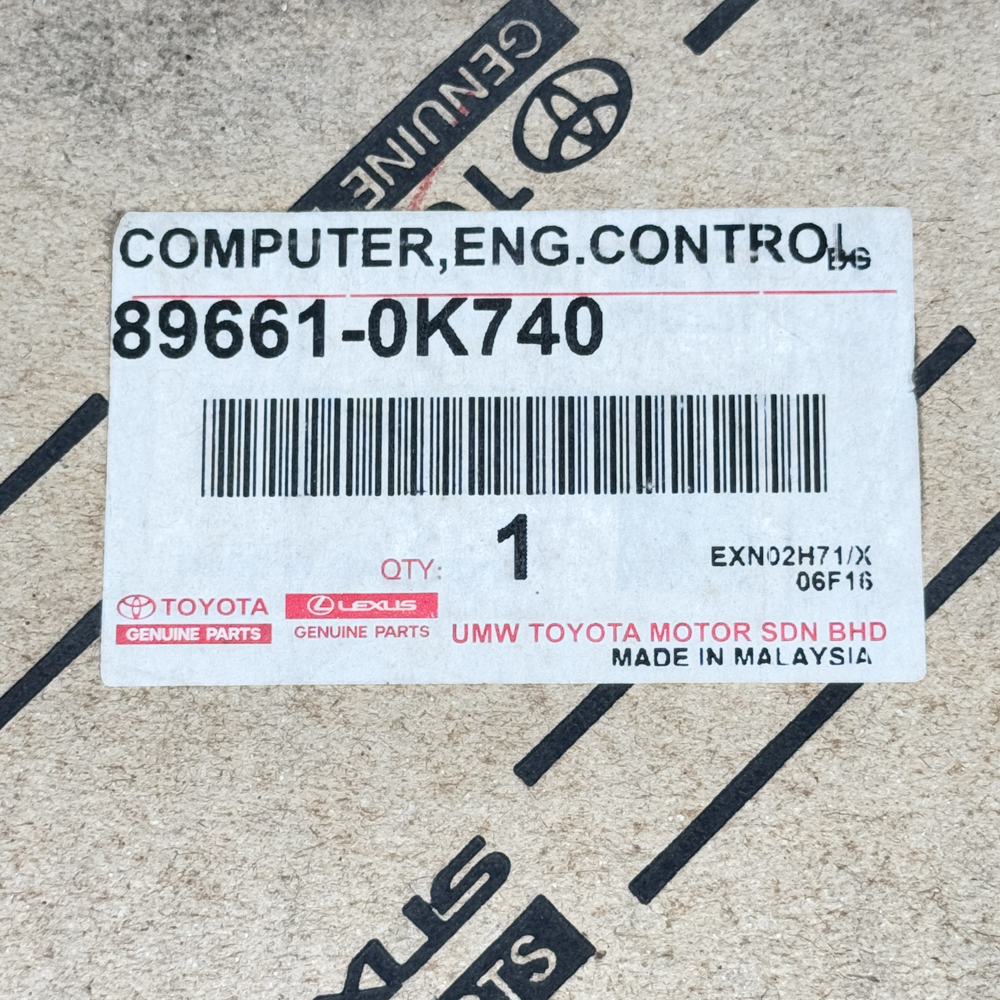 GENUINE
COMPUTER,ENG.CONTROL
89661-0K740
QTY: 1
EXN02H71/X
06F16
TOYOTA
GENUINE PARTS
LEXUS
GENUINE PARTS
UMW TOYOTA MOTOR SDN BHD
MADE IN MALAYSIA